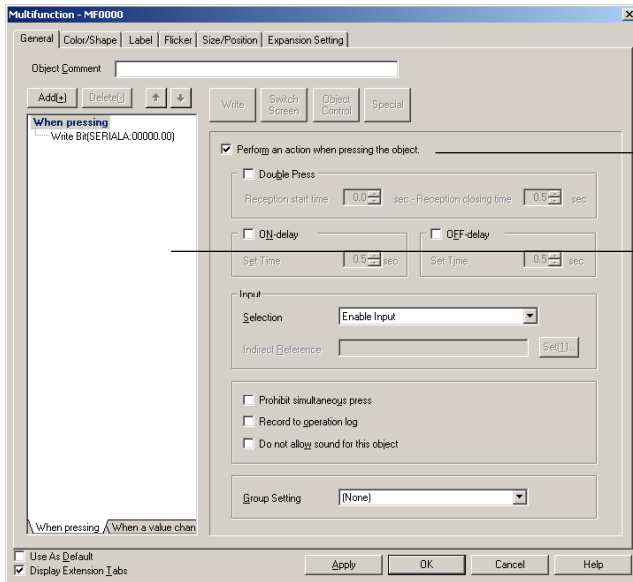 Multifunction - MF0000
General Color/Shape Label Flicker Size/Position Expansion Setting
Object Comment
Add[+] Delete[-]
Write Switch Screen Object Control Special
When pressing
Write Bit(SERIALA:00000.00)
Perform an action when pressing the object.
Double Press
Reception start time 0.0 sec - Reception closing time 0.5 sec
ON-delay OFF-delay
Set Time 0.5 sec Set Time 0.5 sec
Input
Selection Enable Input
Indirect Reference Set[1]...
Prohibit simultaneous press
Record to operation log
Do not allow sound for this object
Group Setting (None)
When pressing When a value chan
Use As Default
Display Extension Tabs
Apply OK Cancel Help